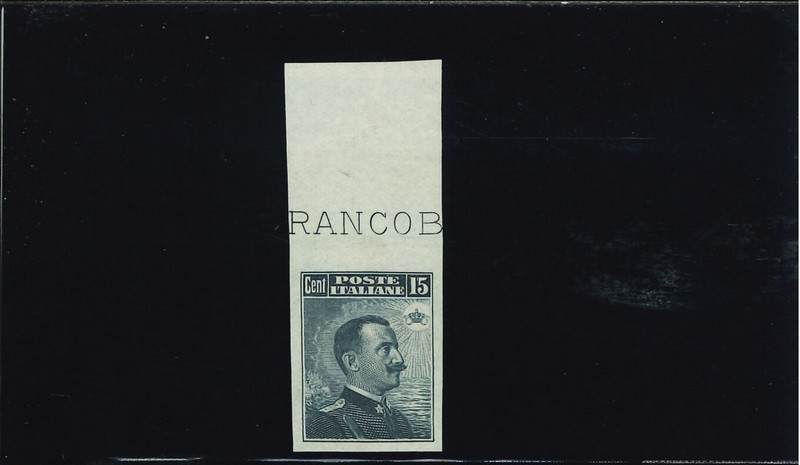 RANCOB
Cent POSTE ITALIANE 15